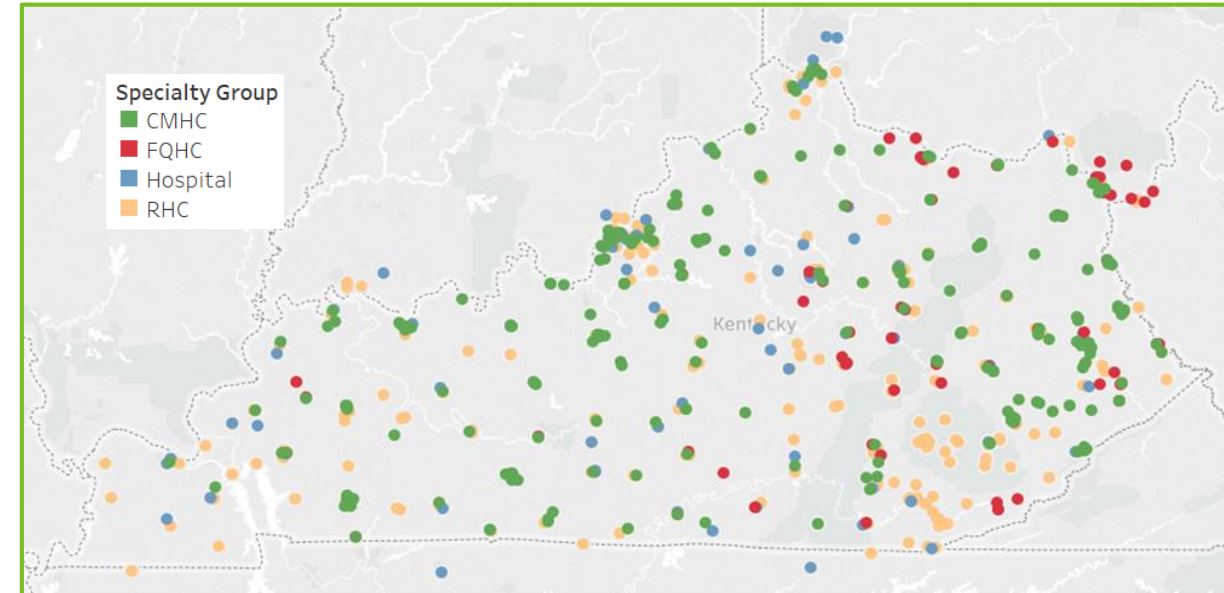 Specialty Group
CMHC
FQHC
Hospital
RHC
Kentucky